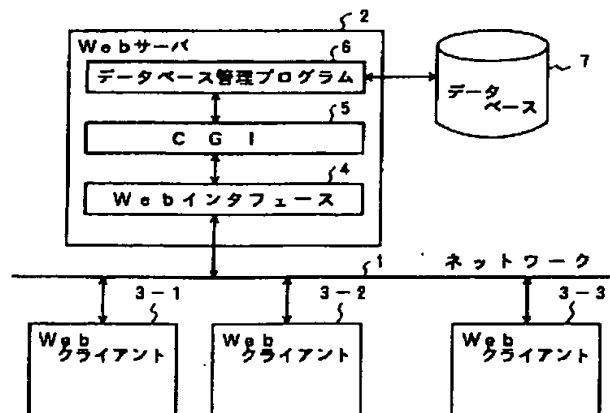 2
Webサーバ
6
データベース管理プログラム
7
データ
ベース
5
CGI
4
Webインタフェース
1
ネットワーク
3-1
3-2
3-3
Web
クライアント
Web
クライアント
Web
クライアント